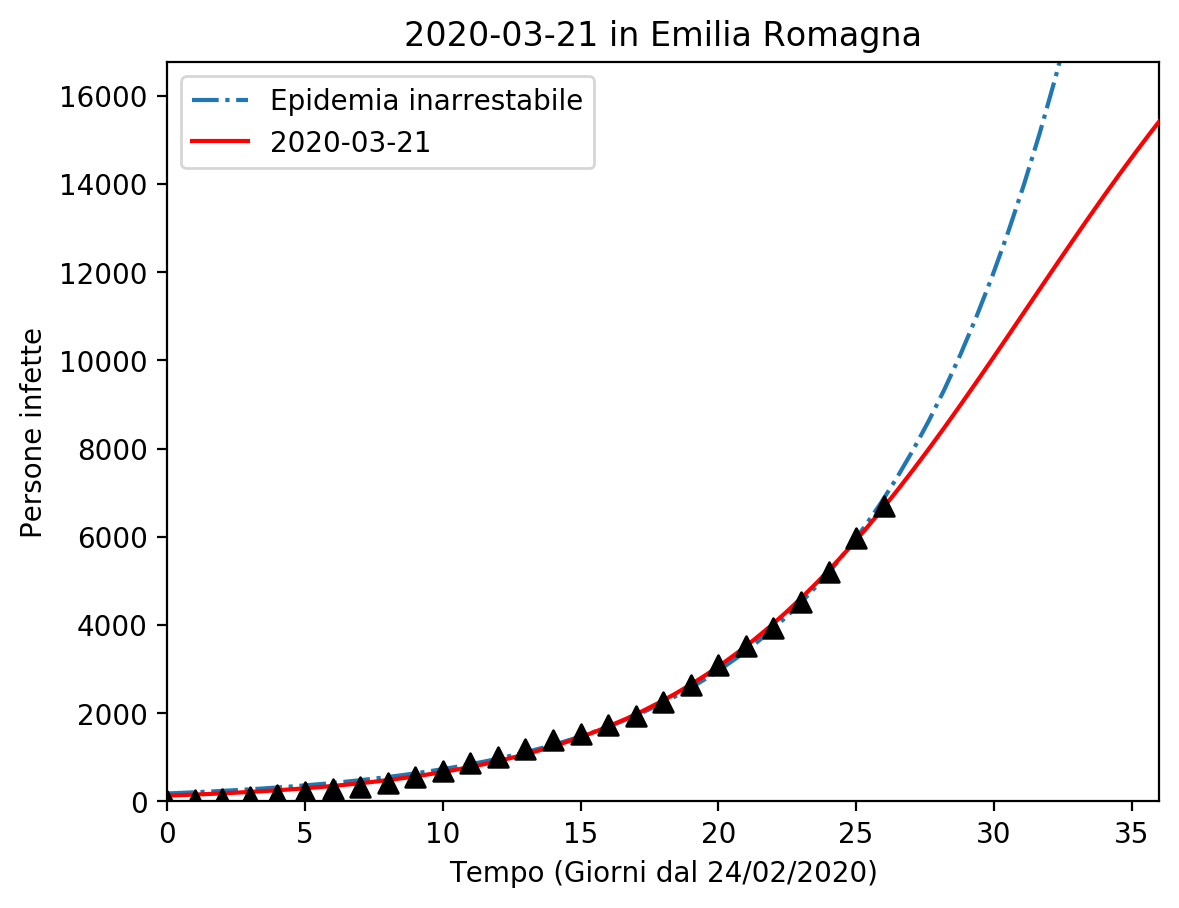 2020-03-21 in Emilia Romagna
Epidemia inarrestabile
2020-03-21
16000
14000
12000
10000
8000
6000
4000
2000
0
Persone infette
0 5 10 15 20 25 30 35
Tempo (Giorni dal 24/02/2020)